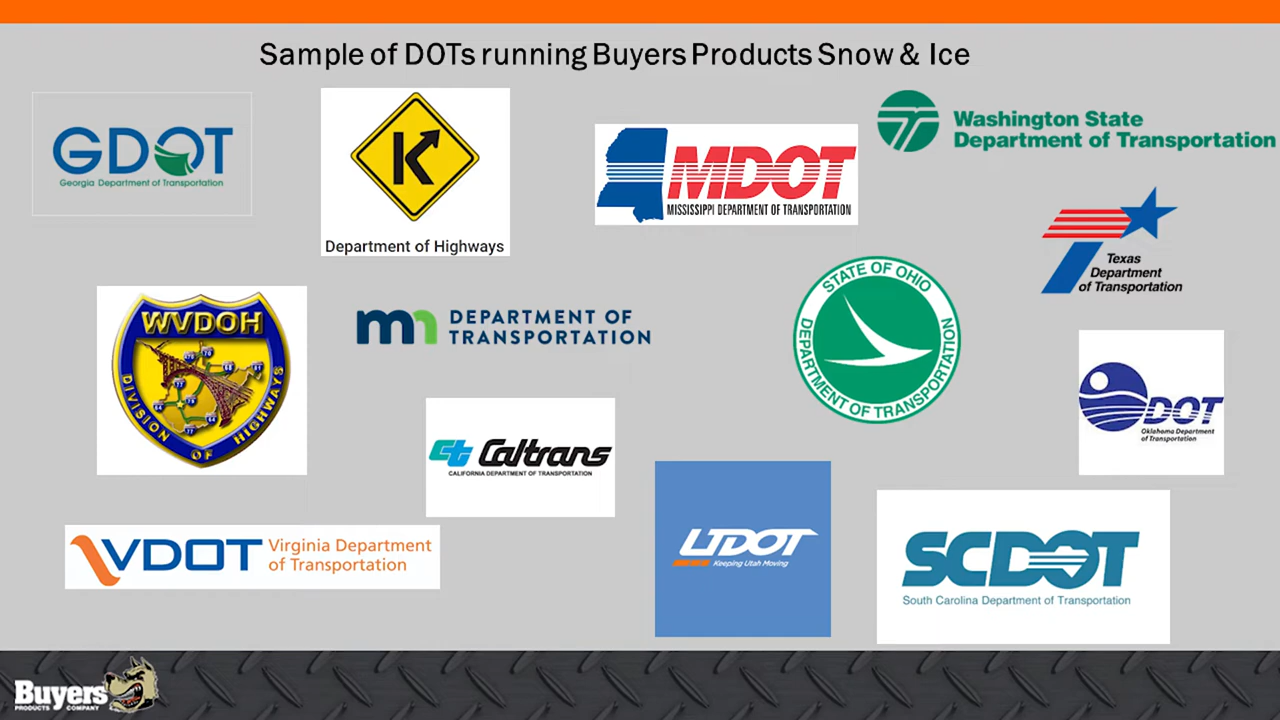 Sample of DOTs running Buyers Products Snow & Ice
GDOT
Georgia Department of Transportation
K
Department of Highways
MDOT
MISSISSIPPI DEPARTMENT OF TRANSPORTATION
Washington State
Department of Transportation
Texas
Department
of Transportation
WVDOH
DIVISION OF HIGHWAYS
mn DEPARTMENT OF
TRANSPORTATION
STATE OF OHIO
DEPARTMENT OF TRANSPORTATION
ODOT
Oklahoma Department
of Transportation
ct Caltrans
CALIFORNIA DEPARTMENT OF TRANSPORTATION
VDOT Virginia Department
of Transportation
UDOT
Keeping Utah Moving
SCDOT
South Carolina Department of Transportation
Buyers
PRODUCTS COMPANY